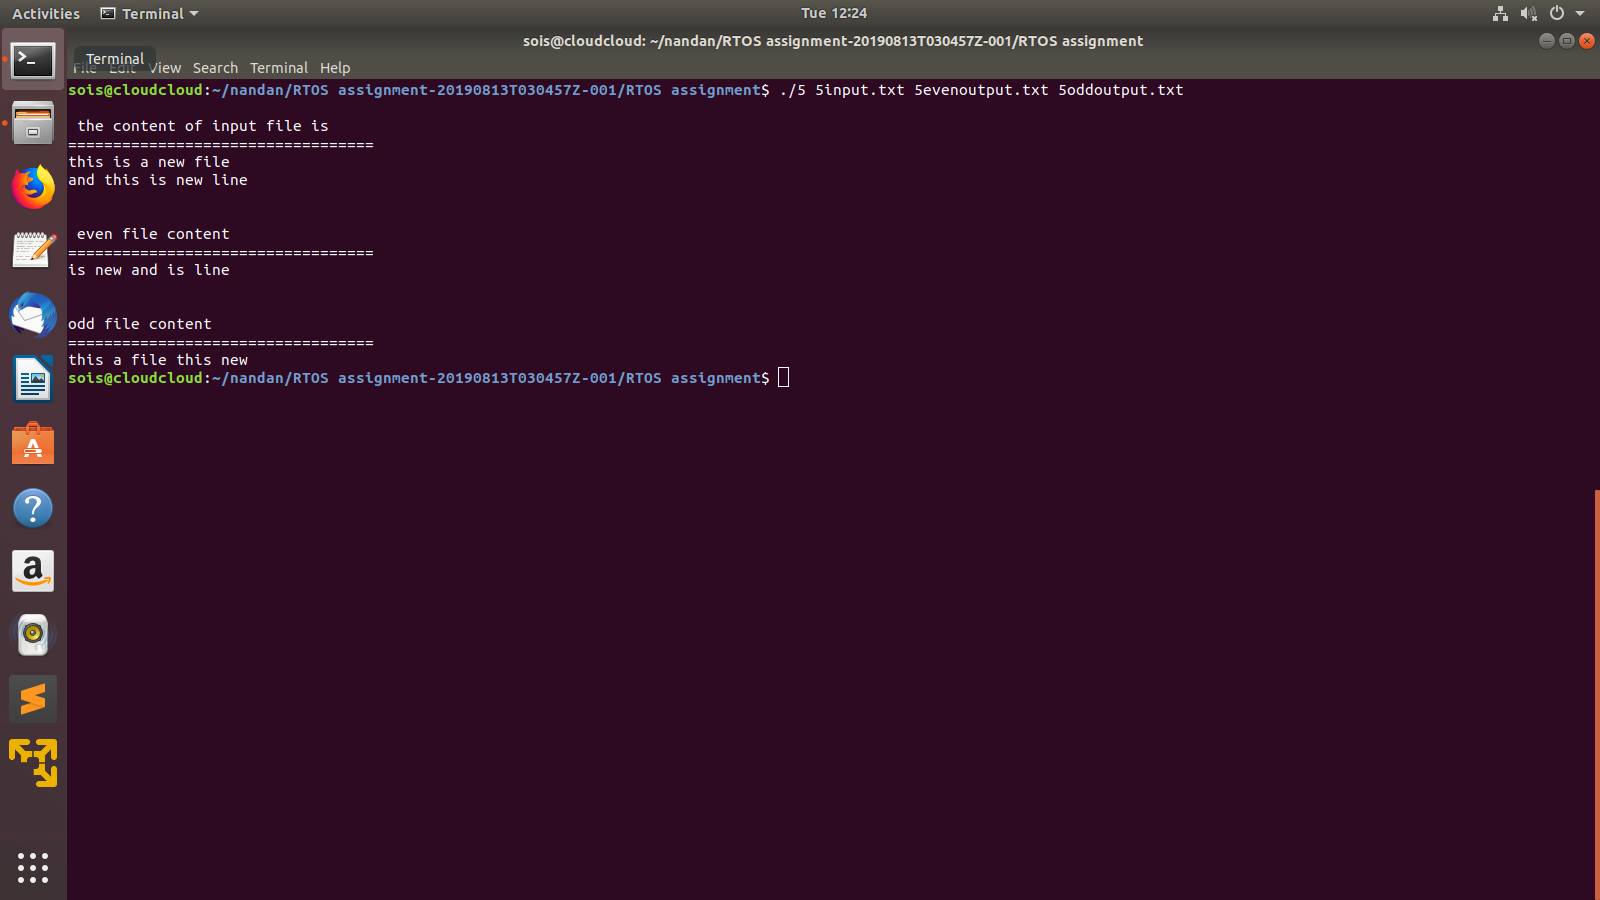 Activities Terminal Tue 12:24
sois@cloudcloud: ~/nandan/RTOS assignment-20190813T030457Z-001/RTOS assignment
Terminal
File Edit View Search Terminal Help
sois@cloudcloud:~/nandan/RTOS assignment-20190813T030457Z-001/RTOS assignment$ ./5 5input.txt 5evenoutput.txt 5oddoutput.txt
the content of input file is
==================================
this is a new file
and this is new line
even file content
==================================
is new and is line
odd file content
==================================
this a file this new
sois@cloudcloud:~/nandan/RTOS assignment-20190813T030457Z-001/RTOS assignment$